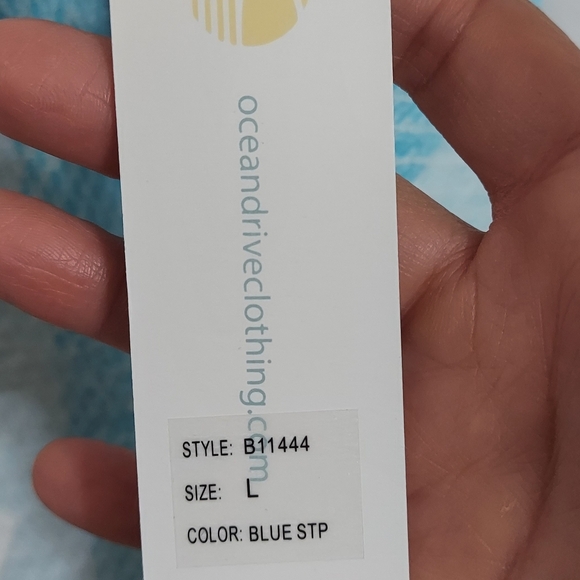 oceandriveclothing.com
STYLE: B11444
SIZE: L
COLOR: BLUE STP